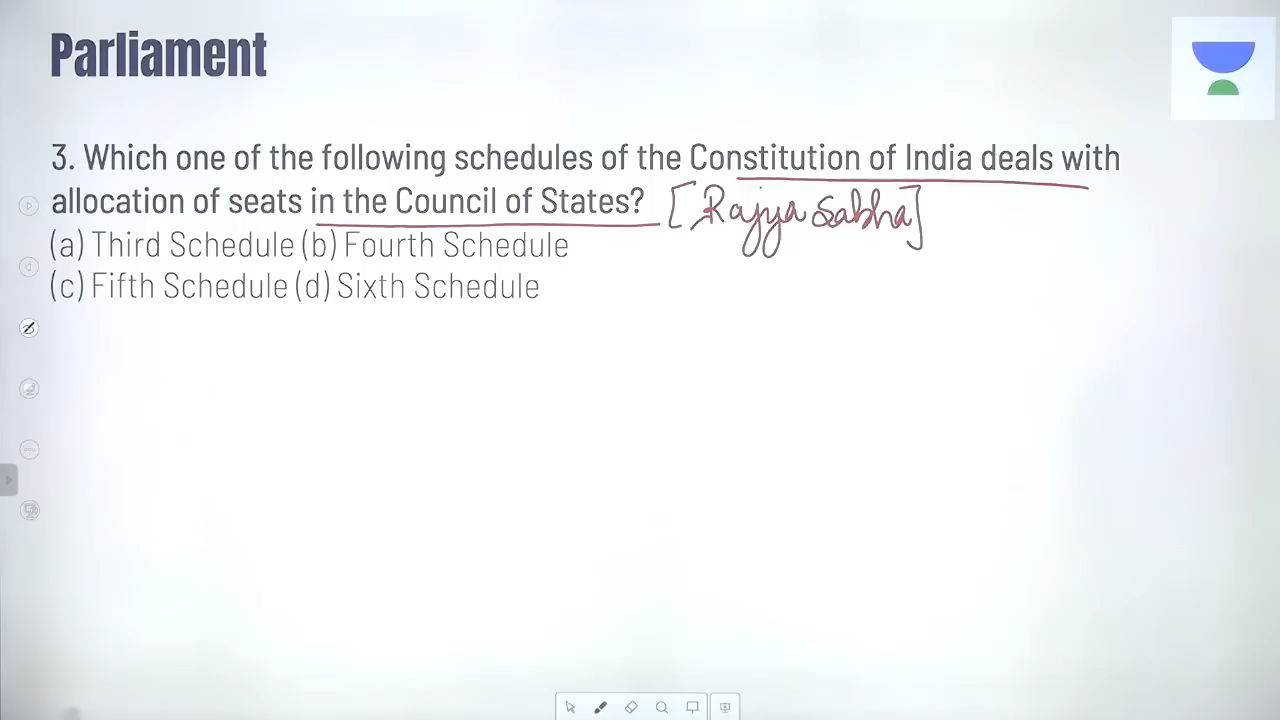 Parliament
3. Which one of the following schedules of the Constitution of India deals with
allocation of seats in the Council of States? [Rajya Sabha]
(a) Third Schedule (b) Fourth Schedule
(c) Fifth Schedule (d) Sixth Schedule